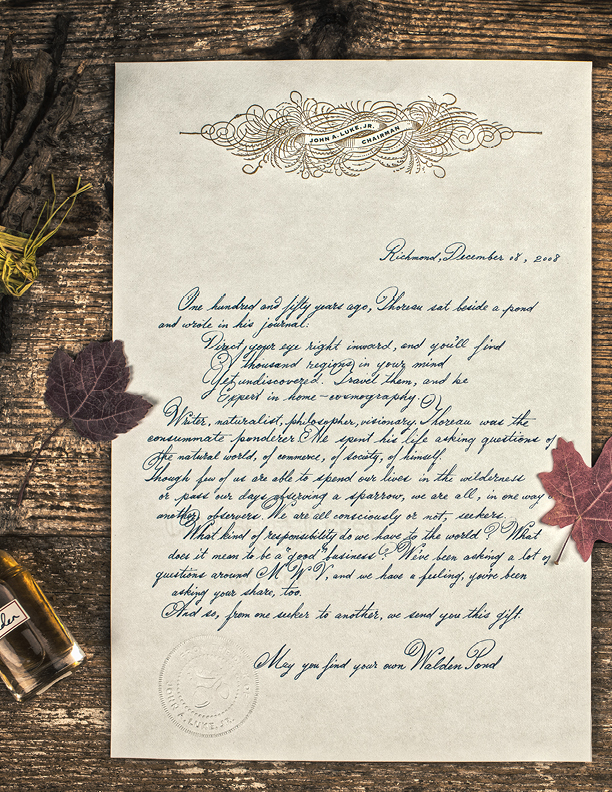 JOHN A. LUKE, JR.
CHAIRMAN
Richmond, December 08, 2008
One hundred and fifty years ago, Thoreau sat beside a pond
and wrote in his journal:
Direct your eye right inward, and you'll find
A thousand regions in your mind
Yet undiscovered. Travel them, and be
Expert in home-cosmography.
Writer, naturalist, philosopher, visionary. Thoreau was the
consummate ponderer. He spent his life asking questions of
the natural world, of commerce, of society, of himself.
Though few of us are able to spend our lives in the wilderness
or pass our days observing a sparrow, we are all, in one way
another, observers. We are all consciously or not, seekers.
What kind of responsibility do we have to the world? What
does it mean to be a "good" business? We've been asking a lot of
questions around MWV, and we have a feeling, you've been
asking your share, too.
And so, from one seeker to another, we send you this gift.
May you find your own Walden Pond
JOHN A. LUKE, JR.